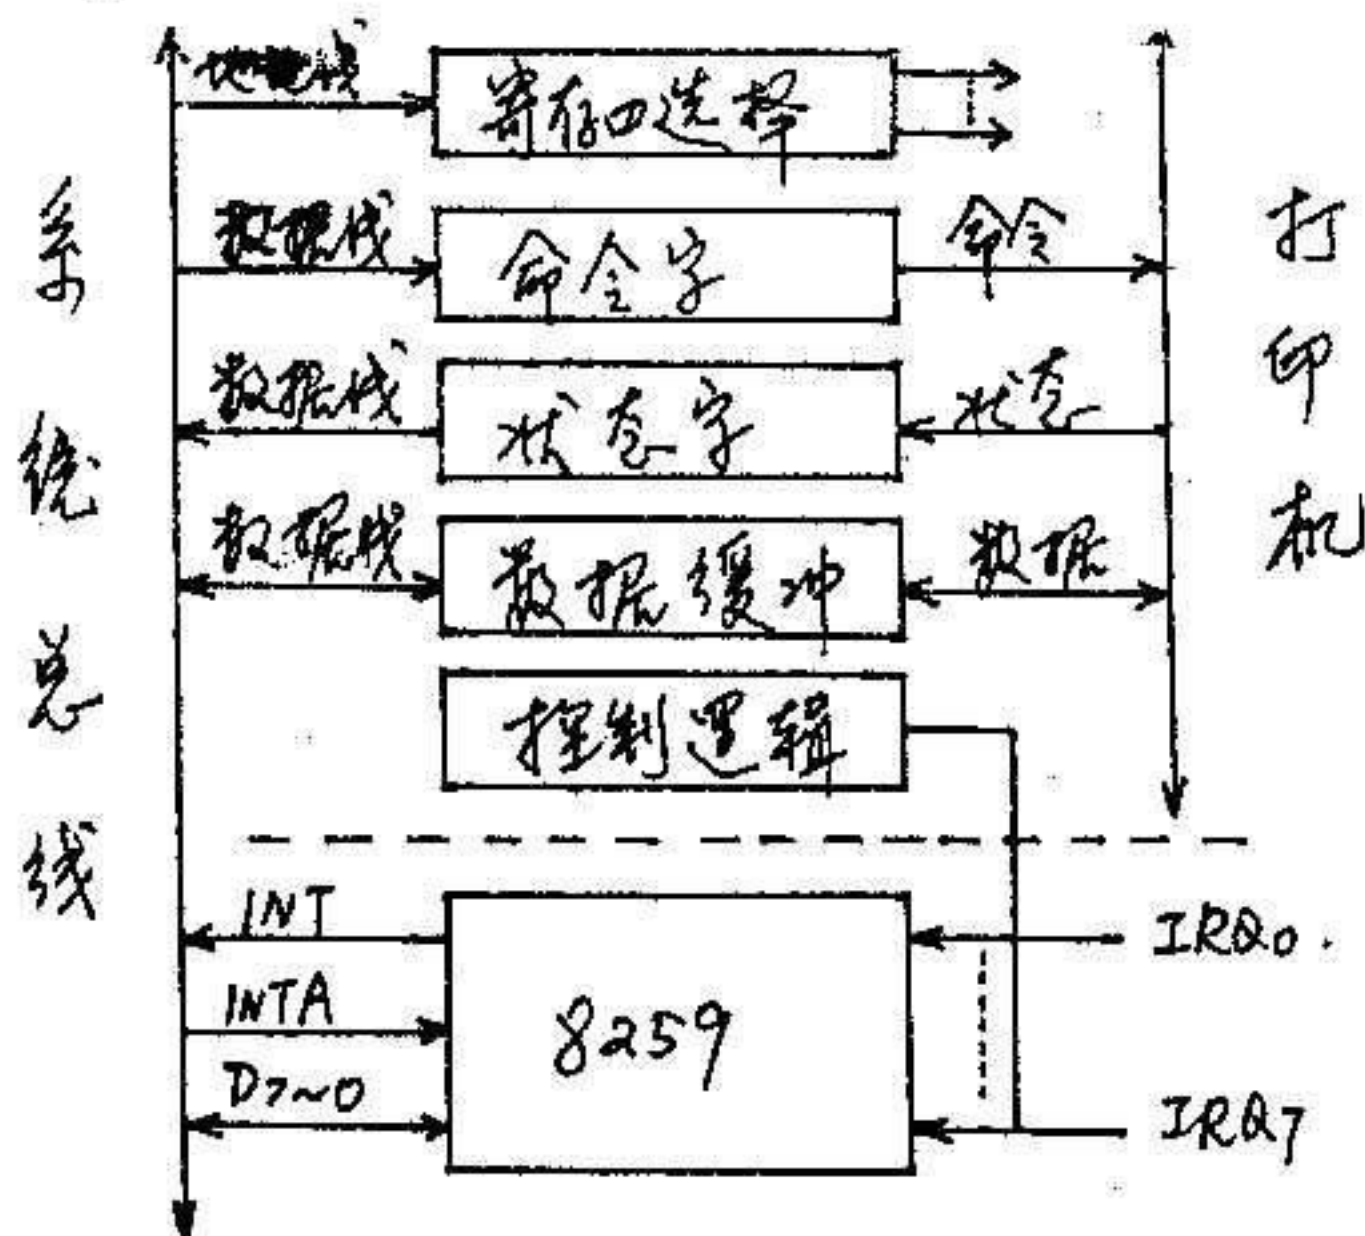 地址线
寄存口选择
数据线
命令字
命令
数据线
状态字
状态
数据线
数据缓冲
数据
控制逻辑
系统总线
打印机
INT
INTA
D7~0
8259
IRQ0
IRQ7